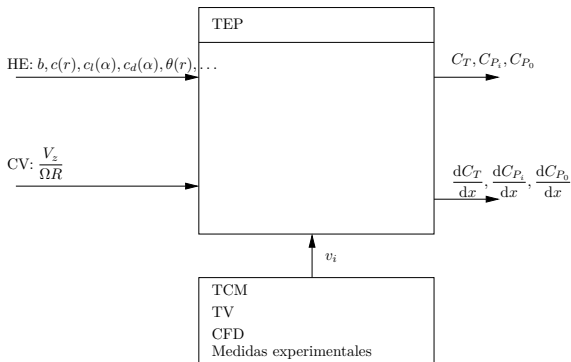 TEP
HE: b, c(r), c_l(α), c_d(α), θ(r), …
C_T, C_{P_i}, C_{P_0}
CV: V_z/ΩR
dC_T/dx, dC_{P_i}/dx, dC_{P_0}/dx
v_i
TCM
TV
CFD
Medidas experimentales